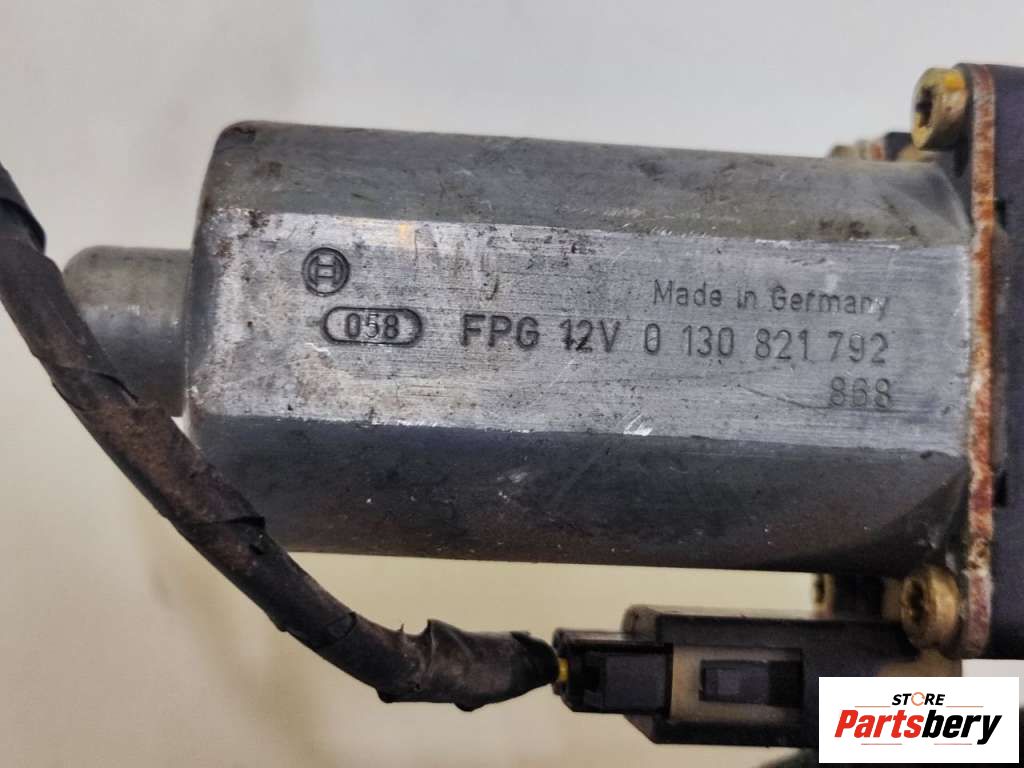 Made in Germany
058 FPG 12V 0 130 821 792
868
STORE
Partsbery